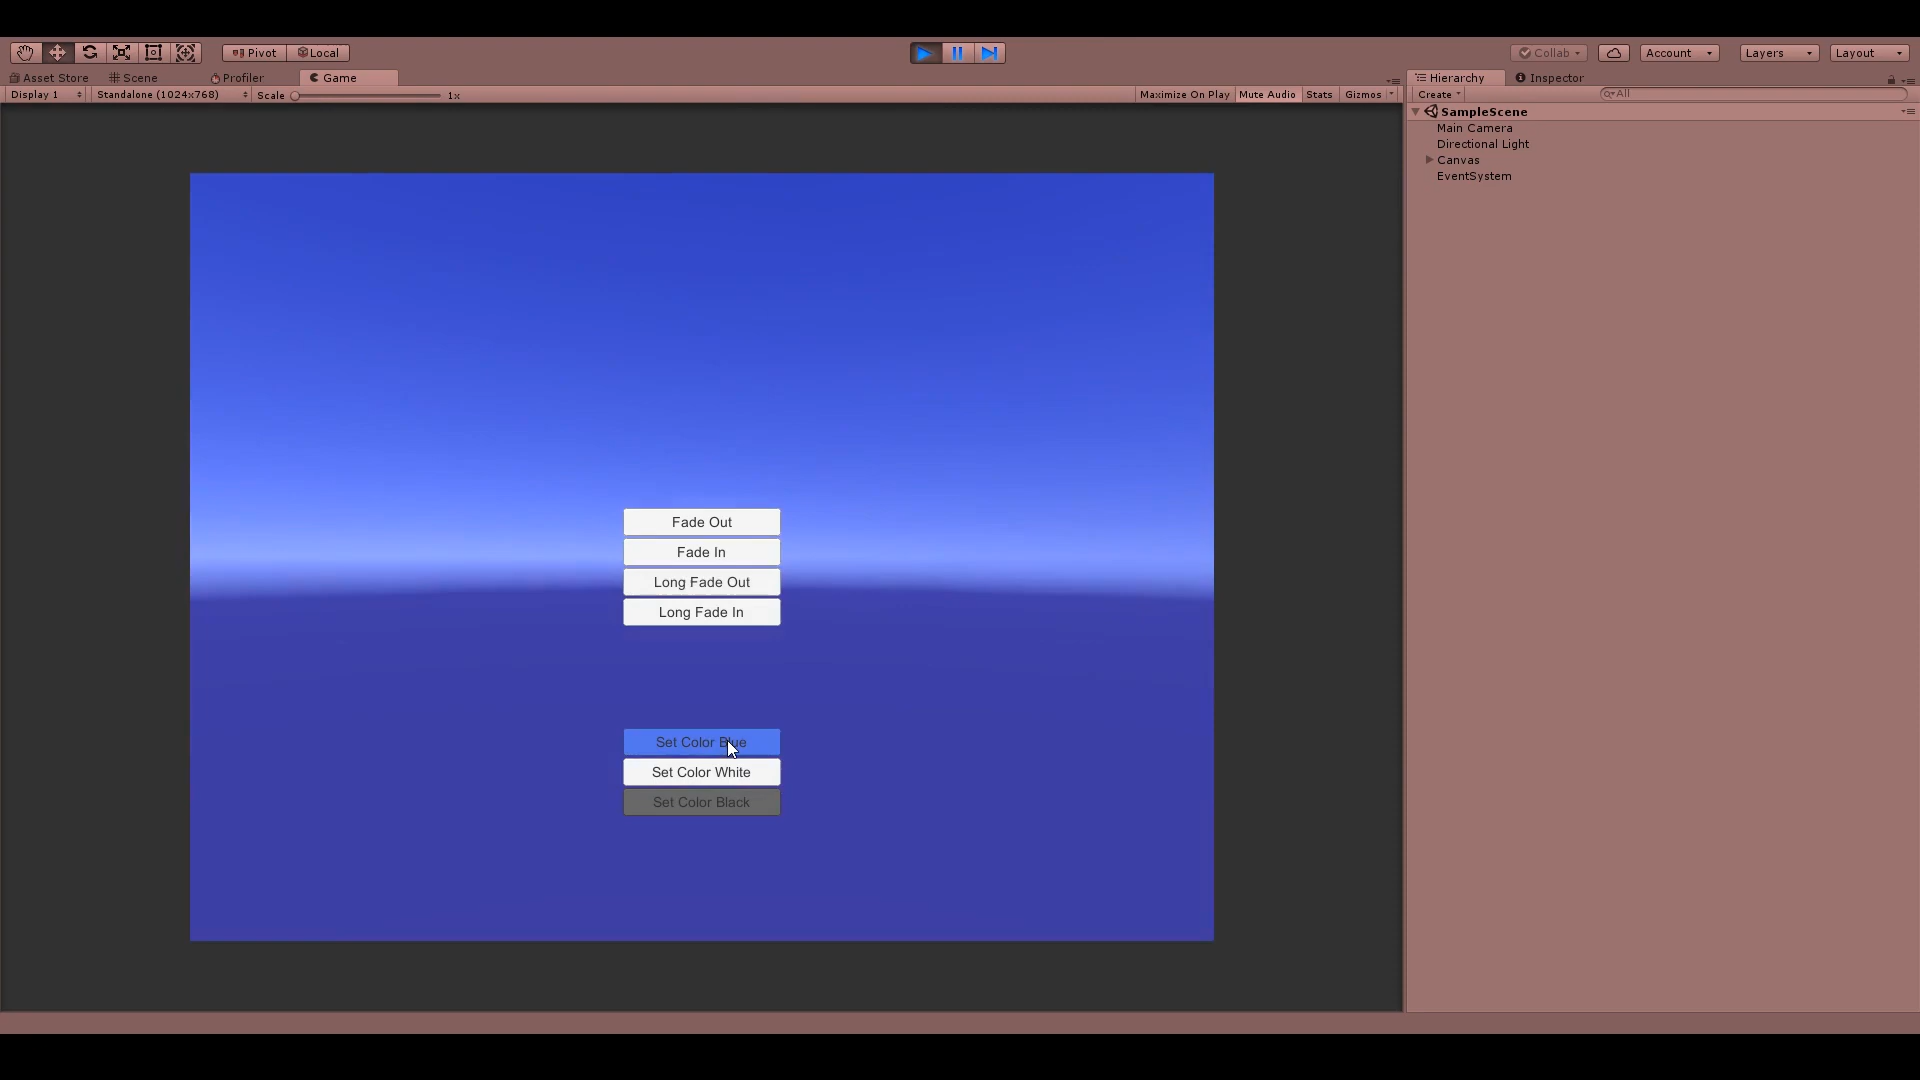 Pivot Local Collab Account Layers Layout
Asset Store Scene Profiler Game Hierarchy Inspector
Display 1 Standalone (1024x768) Scale 1x Maximize On Play Mute Audio Stats Gizmos Create All
SampleScene
Main Camera
Directional Light
Canvas
EventSystem
Fade Out
Fade In
Long Fade Out
Long Fade In
Set Color Blue
Set Color White
Set Color Black